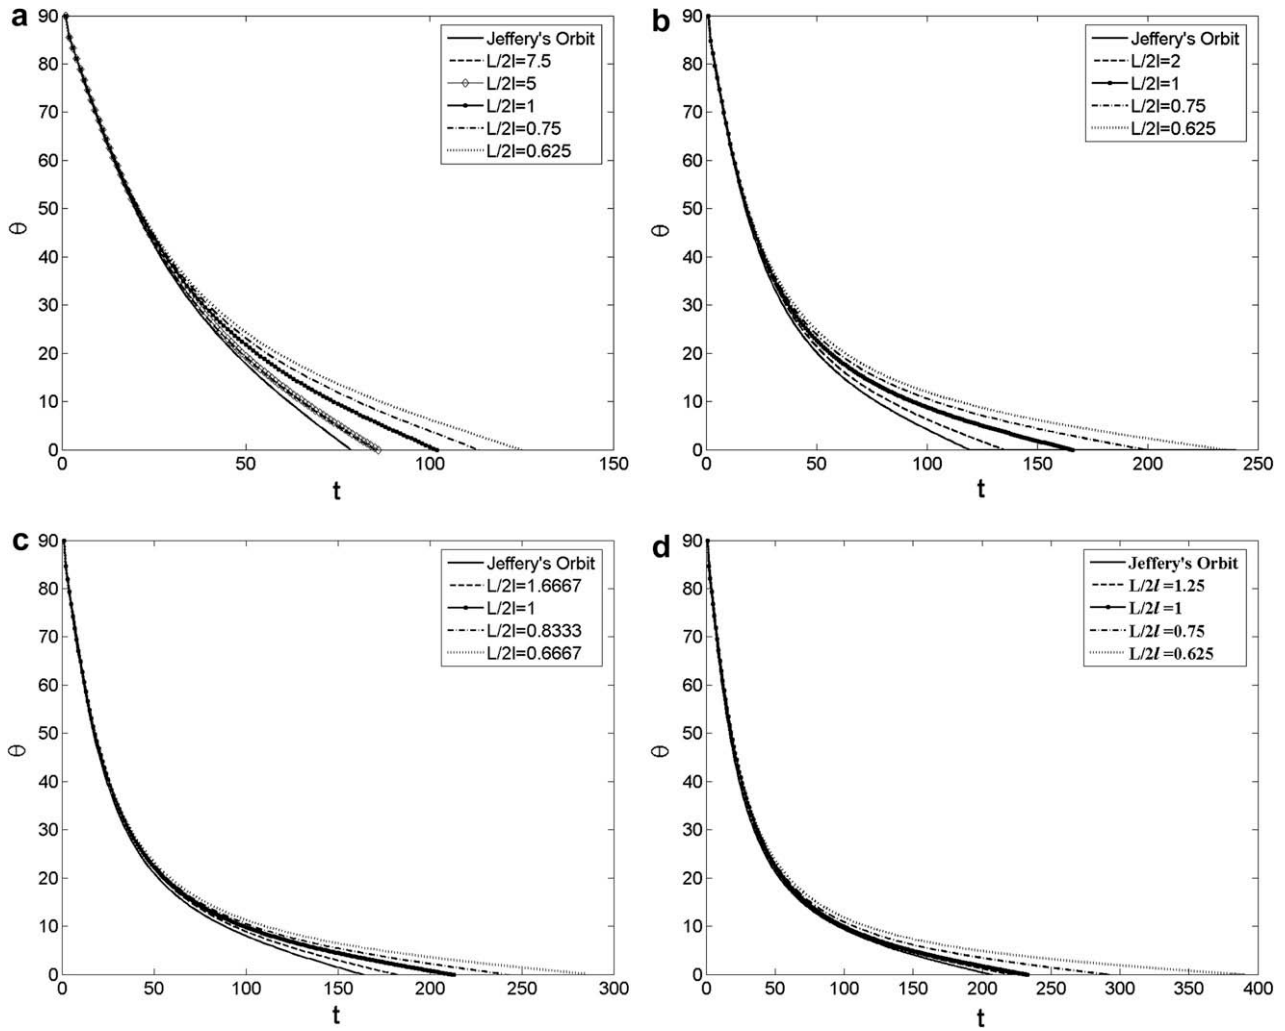 a
90
80
70
60
50
40
30
20
10
0
θ
0 50 100 150
t
Jeffery's Orbit
L/2l=7.5
L/2l=5
L/2l=1
L/2l=0.75
L/2l=0.625
b
90
80
70
60
50
40
30
20
10
0
θ
0 50 100 150 200 250
t
Jeffery's Orbit
L/2l=2
L/2l=1
L/2l=0.75
L/2l=0.625
c
90
80
70
60
50
40
30
20
10
0
θ
0 50 100 150 200 250 300
t
Jeffery's Orbit
L/2l=1.6667
L/2l=1
L/2l=0.8333
L/2l=0.6667
d
90
80
70
60
50
40
30
20
10
0
θ
0 50 100 150 200 250 300 350 400
t
Jeffery's Orbit
L/2l=1.25
L/2l=1
L/2l=0.75
L/2l=0.625